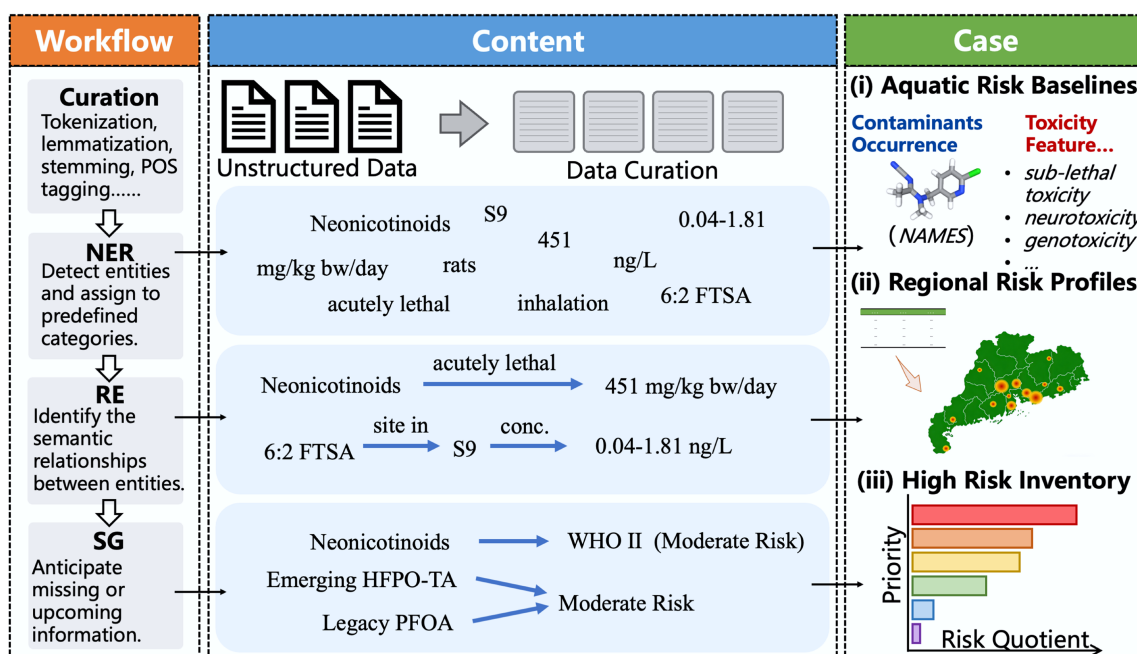 Workflow
Content
Case
Curation
Tokenization,
lemmatization,
stemming, POS
tagging......
NER
Detect entities
and assign to
predefined
categories.
RE
Identify the
semantic
relationships
between entities.
SG
Anticipate
missing or
upcoming
information.
Unstructured Data
Data Curation
Neonicotinoids
S9
0.04-1.81
451
mg/kg bw/day
rats
ng/L
acutely lethal
inhalation
6:2 FTSA
Neonicotinoids
acutely lethal
451 mg/kg bw/day
6:2 FTSA
site in
S9
conc.
0.04-1.81 ng/L
Neonicotinoids
WHO II (Moderate Risk)
Emerging HFPO-TA
Legacy PFOA
Moderate Risk
(i) Aquatic Risk Baselines
Contaminants
Occurrence
(NAMES)
Toxicity
Feature...
• sub-lethal
toxicity
• neurotoxicity
• genotoxicity
• ...
(ii) Regional Risk Profiles
(iii) High Risk Inventory
Priority
Risk Quotient